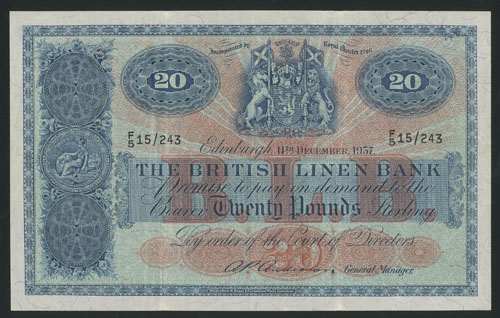 Incorporated by Royal Charter 1746
20 20
F/5 15/243 F/5 15/243
Edinburgh, 11TH December, 1957.
THE BRITISH LINEN BANK
Promise to pay on demand to the
Bearer Twenty Pounds Sterling
By order of the Court of Directors
20
General Manager.